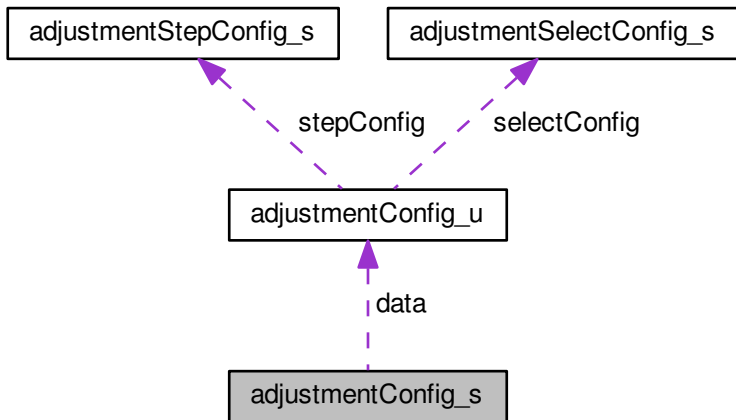 adjustmentStepConfig_s
adjustmentSelectConfig_s
stepConfig
selectConfig
adjustmentConfig_u
data
adjustmentConfig_s